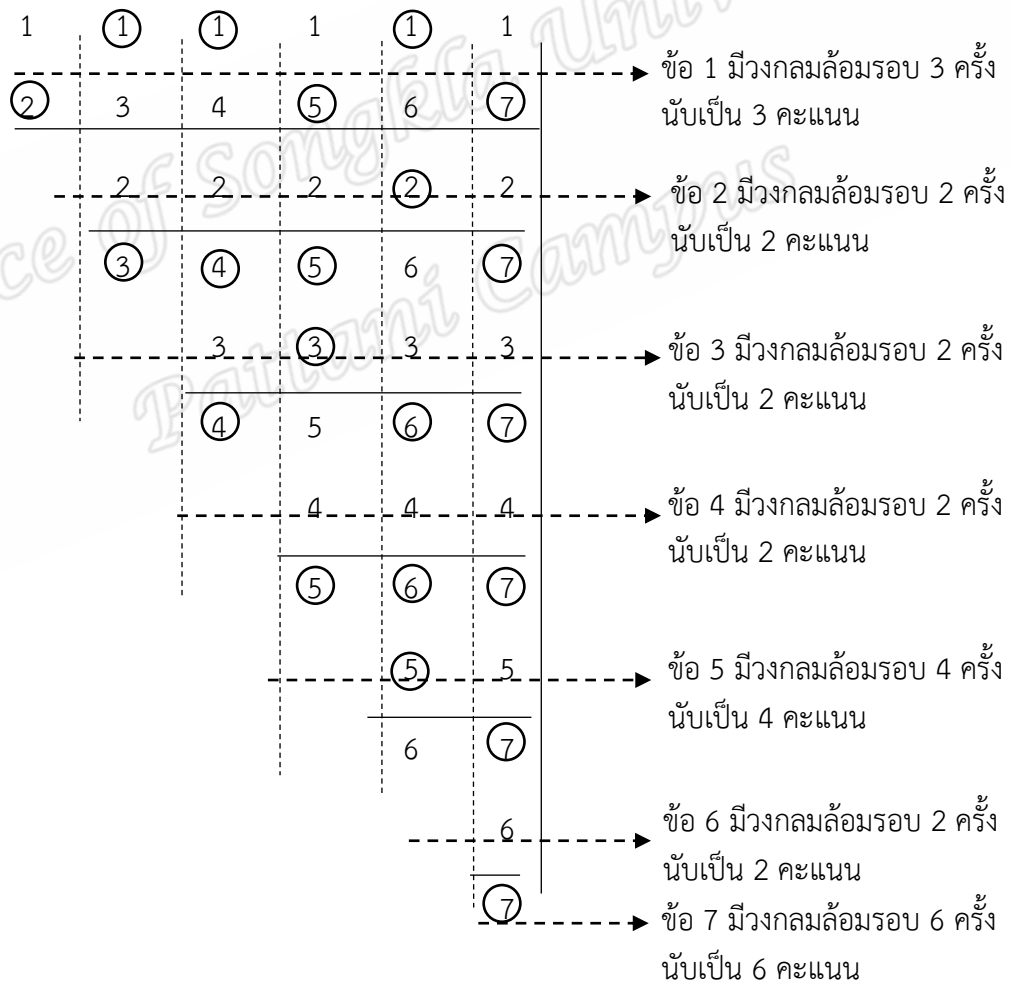 1 1 1 1 1 1
ข้อ 1 มีวงกลมล้อมรอบ 3 ครั้ง
นับเป็น 3 คะแนน
2 3 4 5 6 7
2 2 2 2 2
ข้อ 2 มีวงกลมล้อมรอบ 2 ครั้ง
นับเป็น 2 คะแนน
3 4 5 6 7
3 3 3 3
ข้อ 3 มีวงกลมล้อมรอบ 2 ครั้ง
นับเป็น 2 คะแนน
4 5 6 7
4 4 4
ข้อ 4 มีวงกลมล้อมรอบ 2 ครั้ง
นับเป็น 2 คะแนน
5 6 7
5 5
ข้อ 5 มีวงกลมล้อมรอบ 4 ครั้ง
นับเป็น 4 คะแนน
6 7
6
ข้อ 6 มีวงกลมล้อมรอบ 2 ครั้ง
นับเป็น 2 คะแนน
7
ข้อ 7 มีวงกลมล้อมรอบ 6 ครั้ง
นับเป็น 6 คะแนน
of Songkla
Pattani Campus